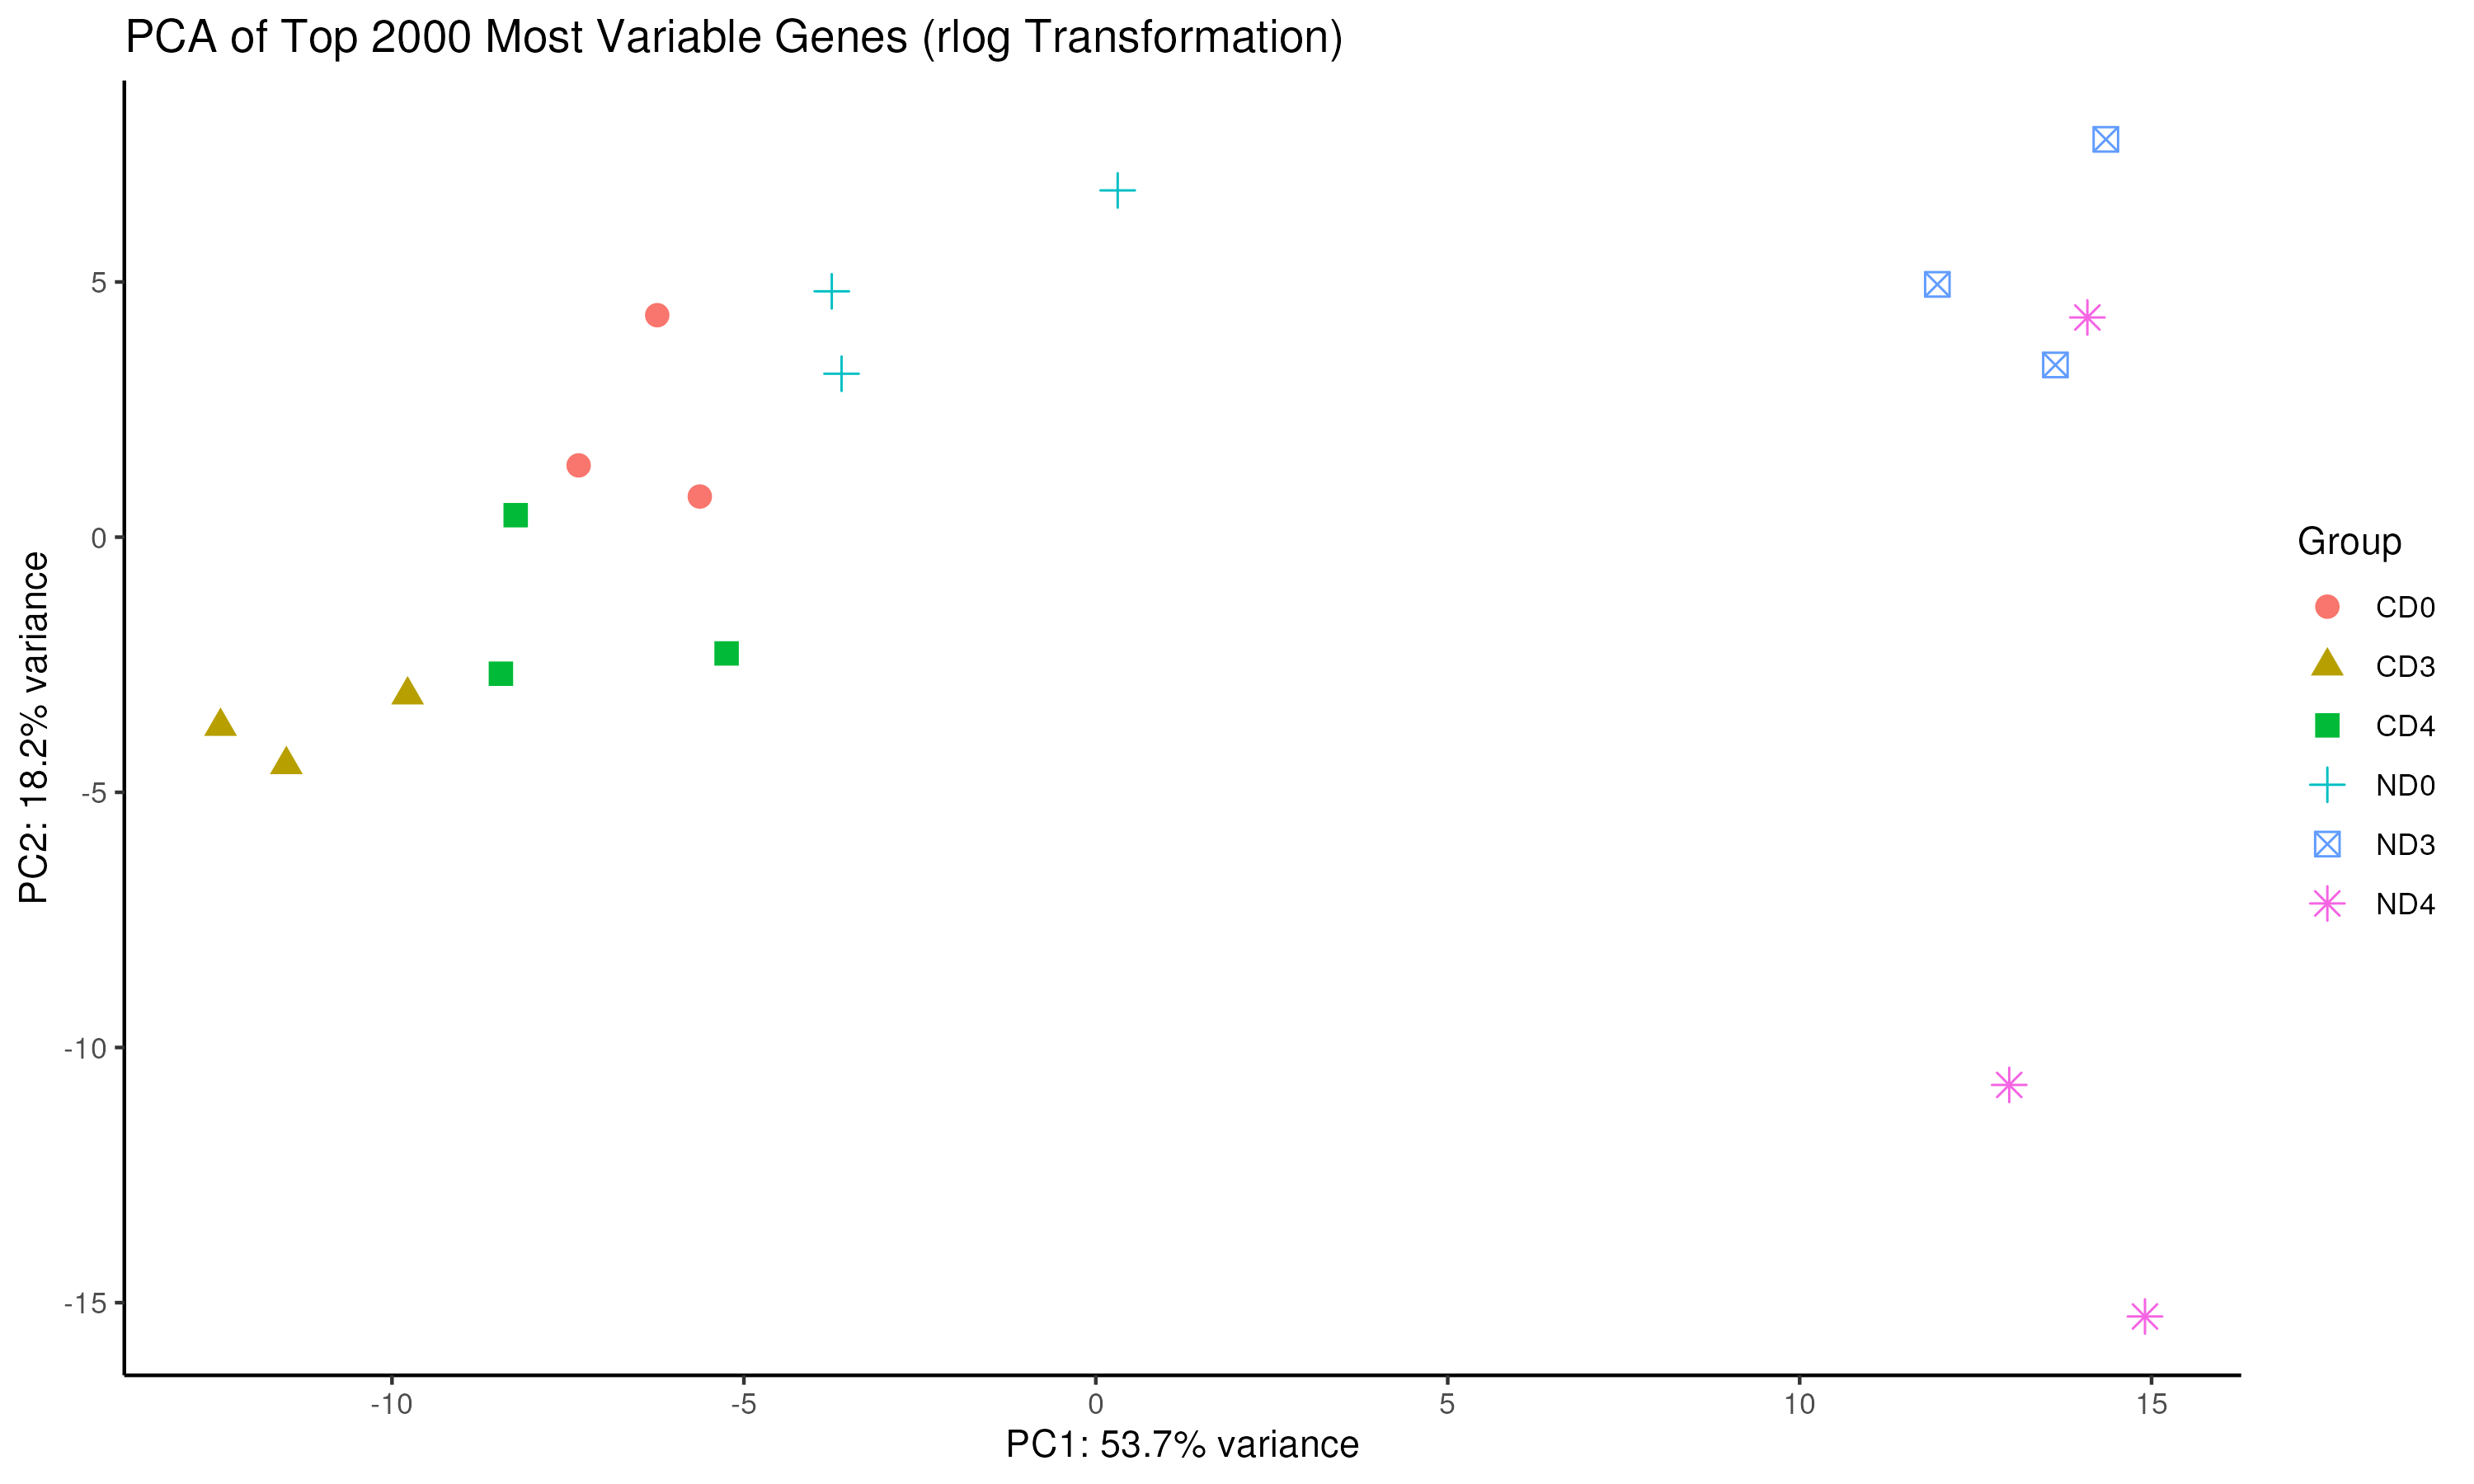 PCA of Top 2000 Most Variable Genes (rlog Transformation)
5
0
-5
-10
-15
PC2: 18.2% variance
-10
-5
0
5
10
15
PC1: 53.7% variance
Group
CD0
CD3
CD4
ND0
ND3
ND4